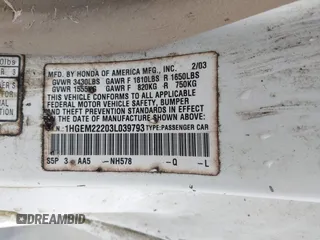 MFD. BY HONDA OF AMERICA MFG., INC. 2/03
GVWR 3430LBS GAWR F 1810LBS R 1650LBS
GVWR 1555KG GAWR F 820KG R 750KG
THIS VEHICLE CONFORMS TO ALL APPLICABLE
FEDERAL MOTOR VEHICLE SAFETY, BUMPER, AND
THEFT PREVENTION STANDARDS IN EFFECT ON
THE DATE OF MANUFACTURE SHOWN ABOVE.
1HGEM22203L039793 TYPE:PASSENGER CAR
S5P 3 AA5 NH578 -Q -L
© DREAMBID
DREAMBID.COM